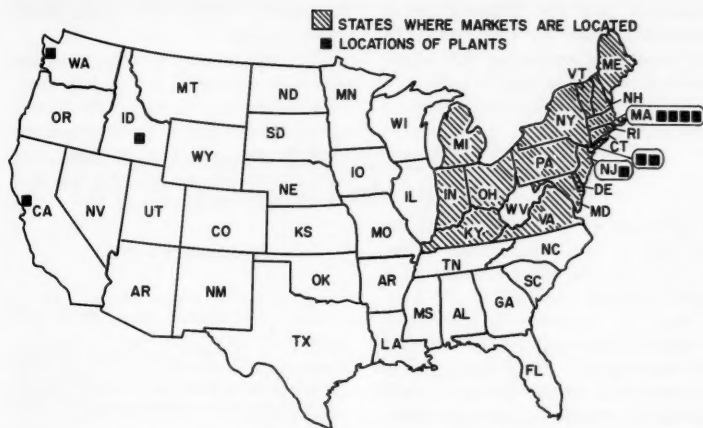 STATES WHERE MARKETS ARE LOCATED
LOCATIONS OF PLANTS
WA
MT
ND
MN
VT
ME
OR
ID
SD
WI
MI
NY
NH
MA
RI
CT
WY
IO
PA
NJ
NE
IL
IN
OH
DE
MD
CA
NV
UT
CO
KS
MO
KY
WV
VA
AR
NM
OK
AR
TN
NC
SC
TX
LA
MS
AL
GA
FL